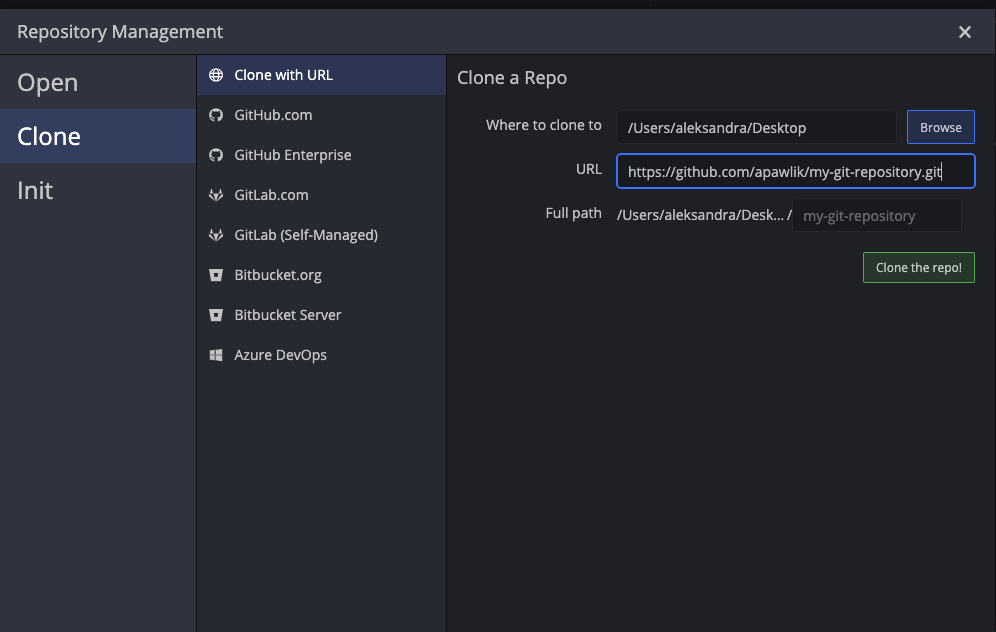 Repository Management
Open
Clone
Init
Clone with URL
GitHub.com
GitHub Enterprise
GitLab.com
GitLab (Self-Managed)
Bitbucket.org
Bitbucket Server
Azure DevOps
Clone a Repo
Where to clone to /Users/aleksandra/Desktop Browse
URL https://github.com/apawlik/my-git-repository.git
Full path /Users/aleksandra/Desk... / my-git-repository
Clone the repo!